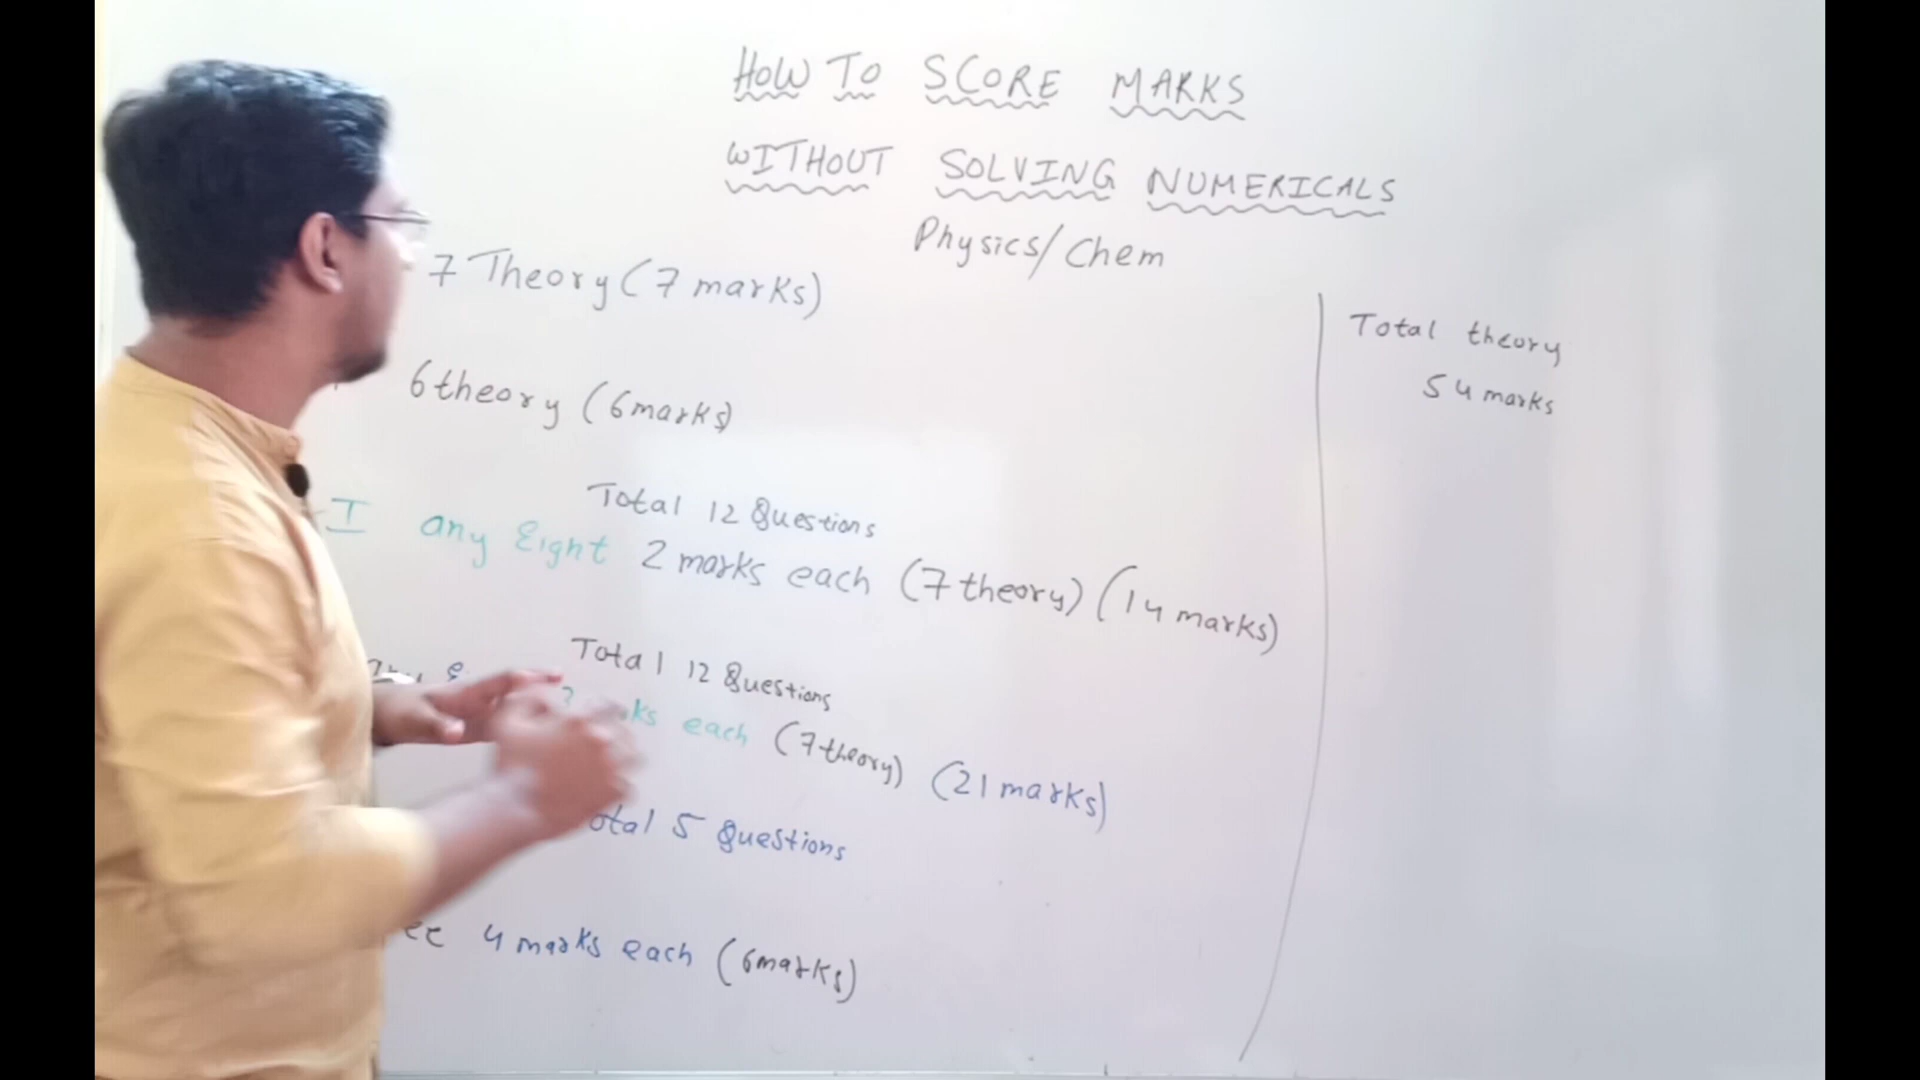 HOW TO SCORE MARKS
WITHOUT SOLVING NUMERICALS
Physics/Chem
7 Theory (7 marks)
6 theory (6 marks)
Total 12 Questions
I any Eight 2 marks each (7 theory) (14 marks)
Total 12 Questions
each (7 theory) (21 marks)
5 Questions
4 marks each (6 marks)
Total theory
54 marks